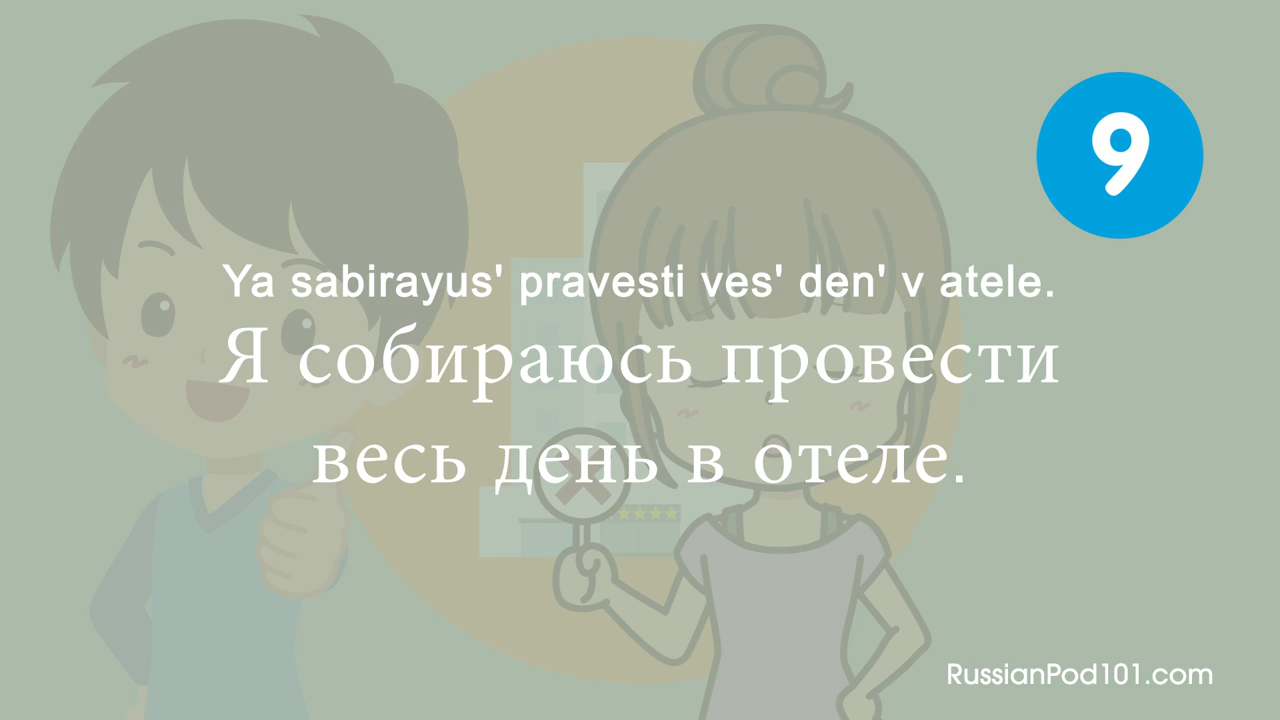 9
Ya sabirayus' pravesti ves' den' v atele.
Я собираюсь провести
весь день в отеле.
RussianPod101.com